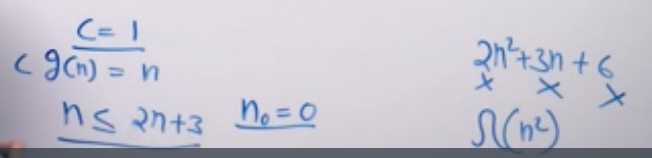 C = 1
c g(n) = n
n ≤ 2n+3 n₀ = 0
2n²+3n+6
x x x
Ω(n²)